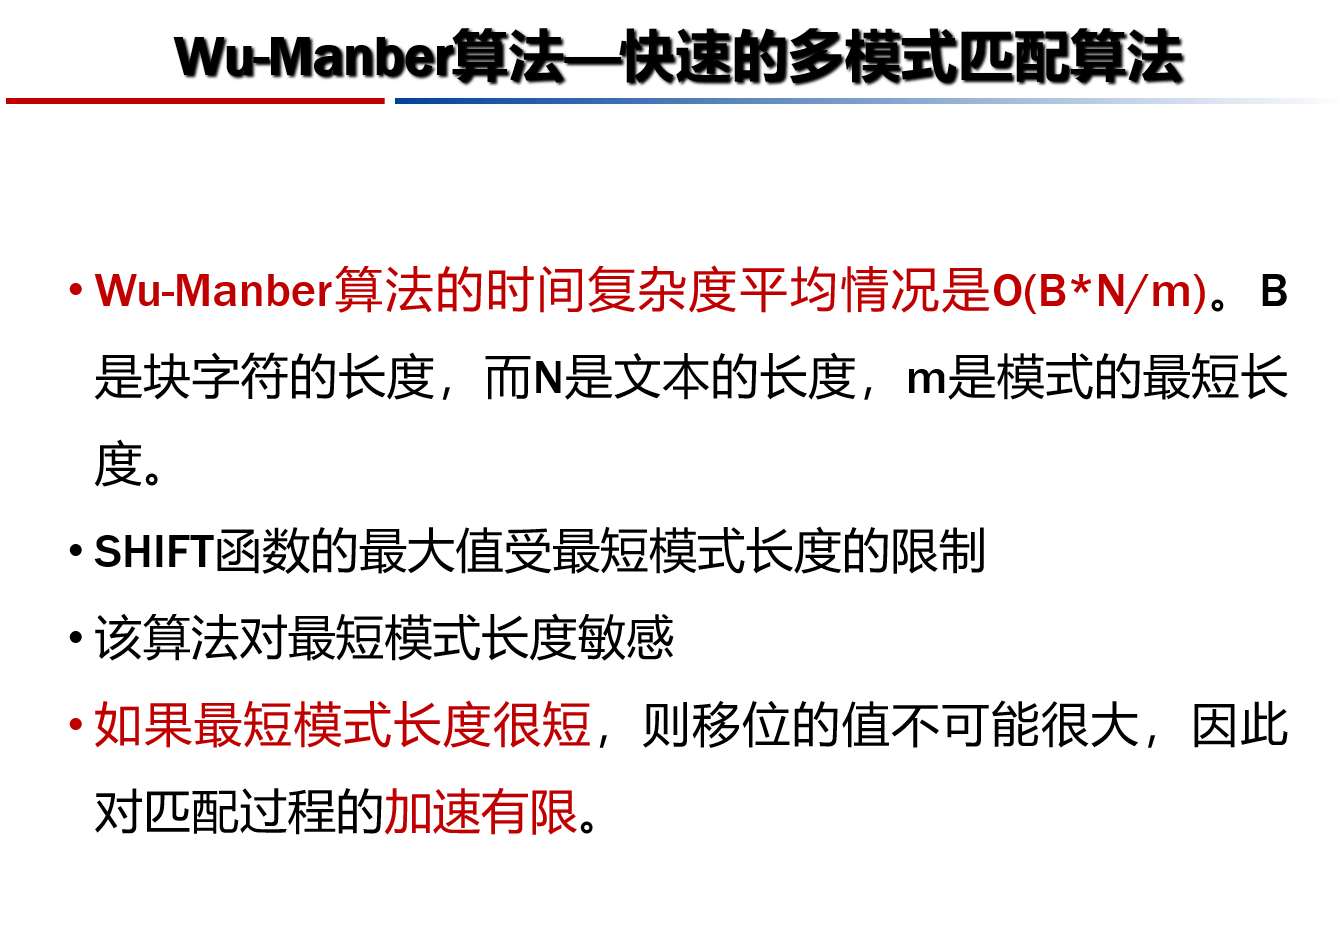 Wu-Manber算法—快速的多模式匹配算法
• Wu-Manber算法的时间复杂度平均情况是O(B*N/m)。B
是块字符的长度，而N是文本的长度，m是模式的最短长
度。
• SHIFT函数的最大值受最短模式长度的限制
• 该算法对最短模式长度敏感
• 如果最短模式长度很短，则移位的值不可能很大，因此
对匹配过程的加速有限。